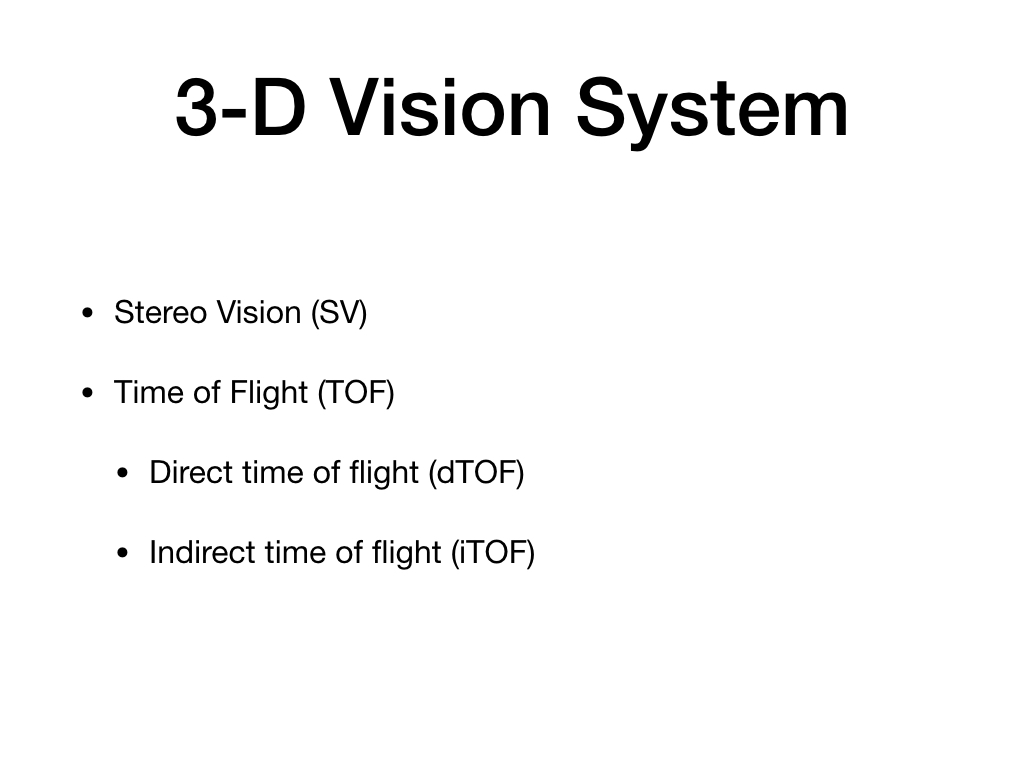 3-D Vision System
• Stereo Vision (SV)
• Time of Flight (TOF)
• Direct time of flight (dTOF)
• Indirect time of flight (iTOF)